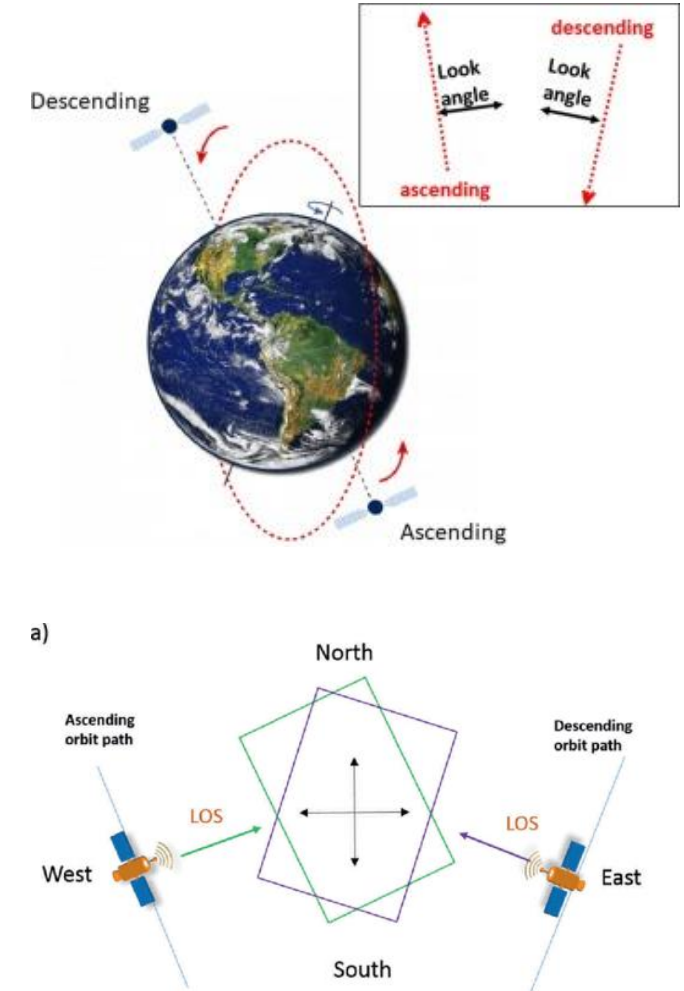 descending
Look
angle
Look
angle
ascending
Descending
Ascending
a)
North
Ascending
orbit path
Descending
orbit path
LOS
LOS
West
East
South